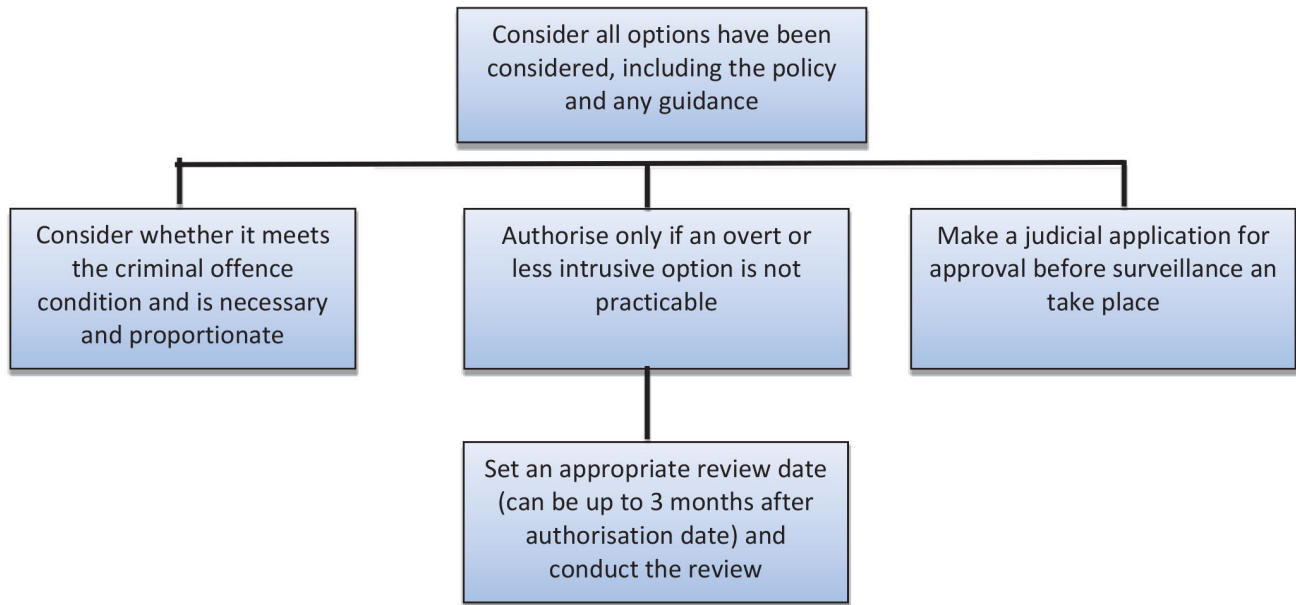 Consider all options have been
considered, including the policy
and any guidance
Consider whether it meets
the criminal offence
condition and is necessary
and proportionate
Authorise only if an overt or
less intrusive option is not
practicable
Make a judicial application for
approval before surveillance an
take place
Set an appropriate review date
(can be up to 3 months after
authorisation date) and
conduct the review